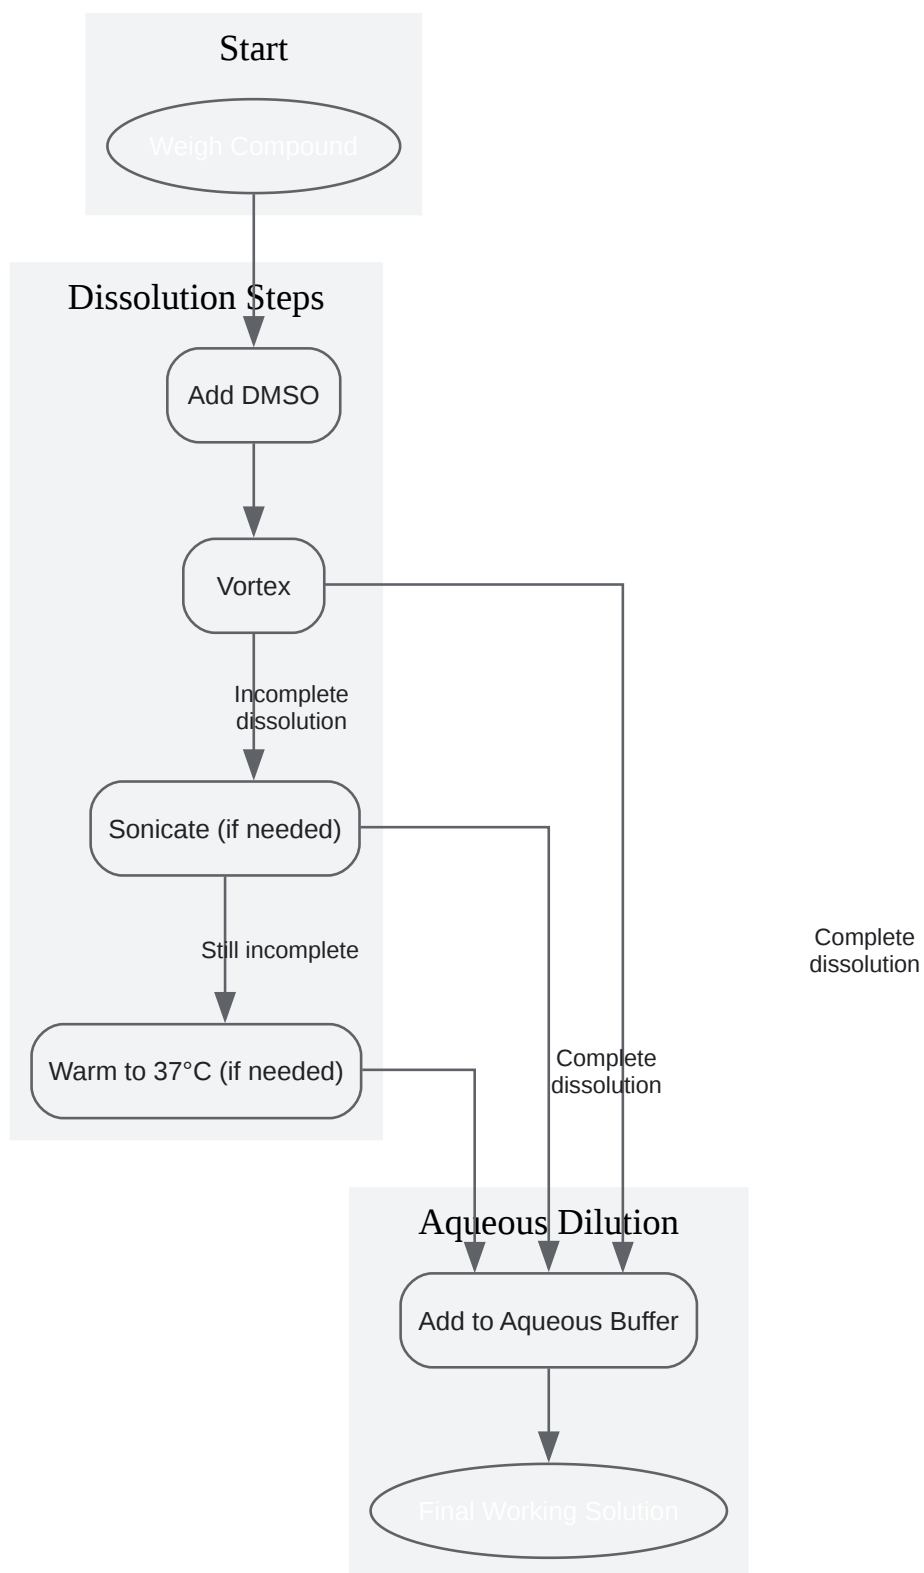 Start
Weigh Compound
Dissolution Steps
Add DMSO
Vortex
Incomplete
dissolution
Sonicate (if needed)
Still incomplete
Complete
dissolution
Warm to 37°C (if needed)
Complete
dissolution
Aqueous Dilution
Add to Aqueous Buffer
Final Working Solution